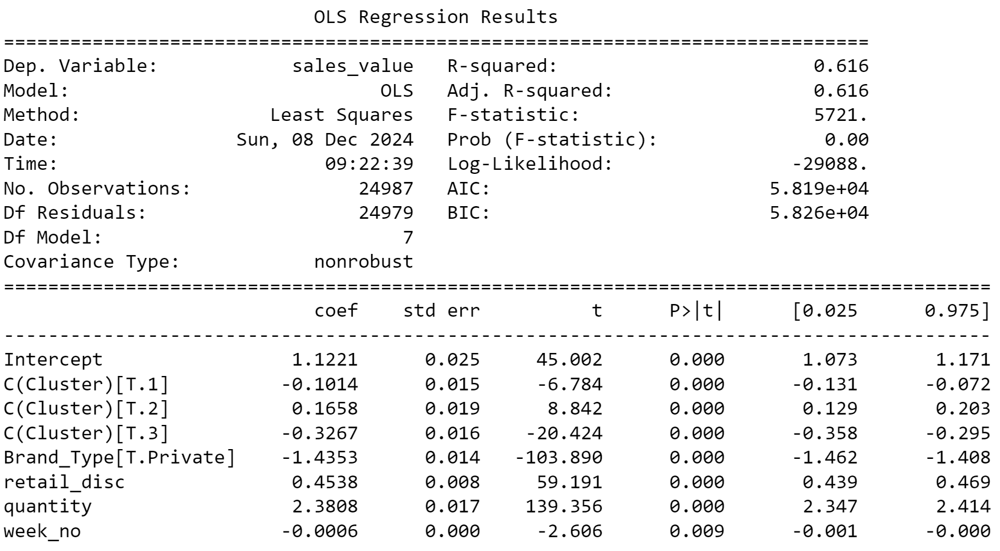 OLS Regression Results
==============================================================================
Dep. Variable:            sales_value   R-squared:                       0.616
Model:                            OLS   Adj. R-squared:                  0.616
Method:                 Least Squares   F-statistic:                     5721.
Date:                Sun, 08 Dec 2024   Prob (F-statistic):               0.00
Time:                        09:22:39   Log-Likelihood:                -29088.
No. Observations:               24987   AIC:                         5.819e+04
Df Residuals:                   24979   BIC:                         5.826e+04
Df Model:                           7
Covariance Type:            nonrobust
=========================================================================================
                            coef    std err          t      P>|t|      [0.025      0.975]
-----------------------------------------------------------------------------------------
Intercept                 1.1221      0.025     45.002      0.000       1.073       1.171
C(Cluster)[T.1]          -0.1014      0.015     -6.784      0.000      -0.131      -0.072
C(Cluster)[T.2]           0.1658      0.019      8.842      0.000       0.129       0.203
C(Cluster)[T.3]          -0.3267      0.016    -20.424      0.000      -0.358      -0.295
Brand_Type[T.Private]    -1.4353      0.014   -103.890      0.000      -1.462      -1.408
retail_disc               0.4538      0.008     59.191      0.000       0.439       0.469
quantity                  2.3808      0.017    139.356      0.000       2.347       2.414
week_no                  -0.0006      0.000     -2.606      0.009      -0.001      -0.000